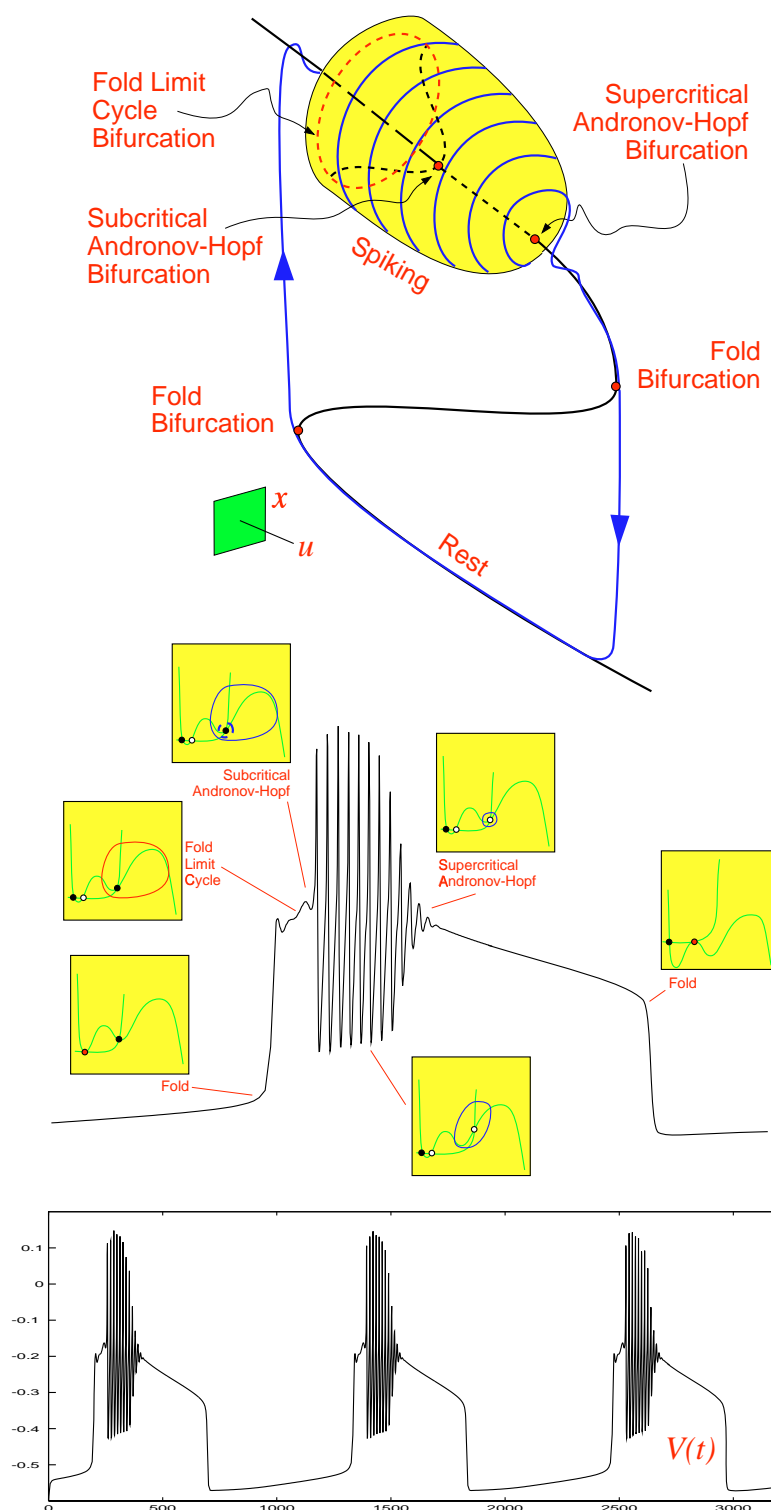 Fold Limit
Cycle
Bifurcation
Supercritical
Andronov-Hopf
Bifurcation
Subcritical
Andronov-Hopf
Bifurcation
Spiking
Fold
Bifurcation
Fold
Bifurcation
x
u
Rest
Subcritical
Andronov-Hopf
Fold
Limit
Cycle
Supercritical
Andronov-Hopf
Fold
Fold
0.1
0
-0.1
-0.2
-0.3
-0.4
-0.5
V(t)
0 500 1000 1500 2000 2500 3000